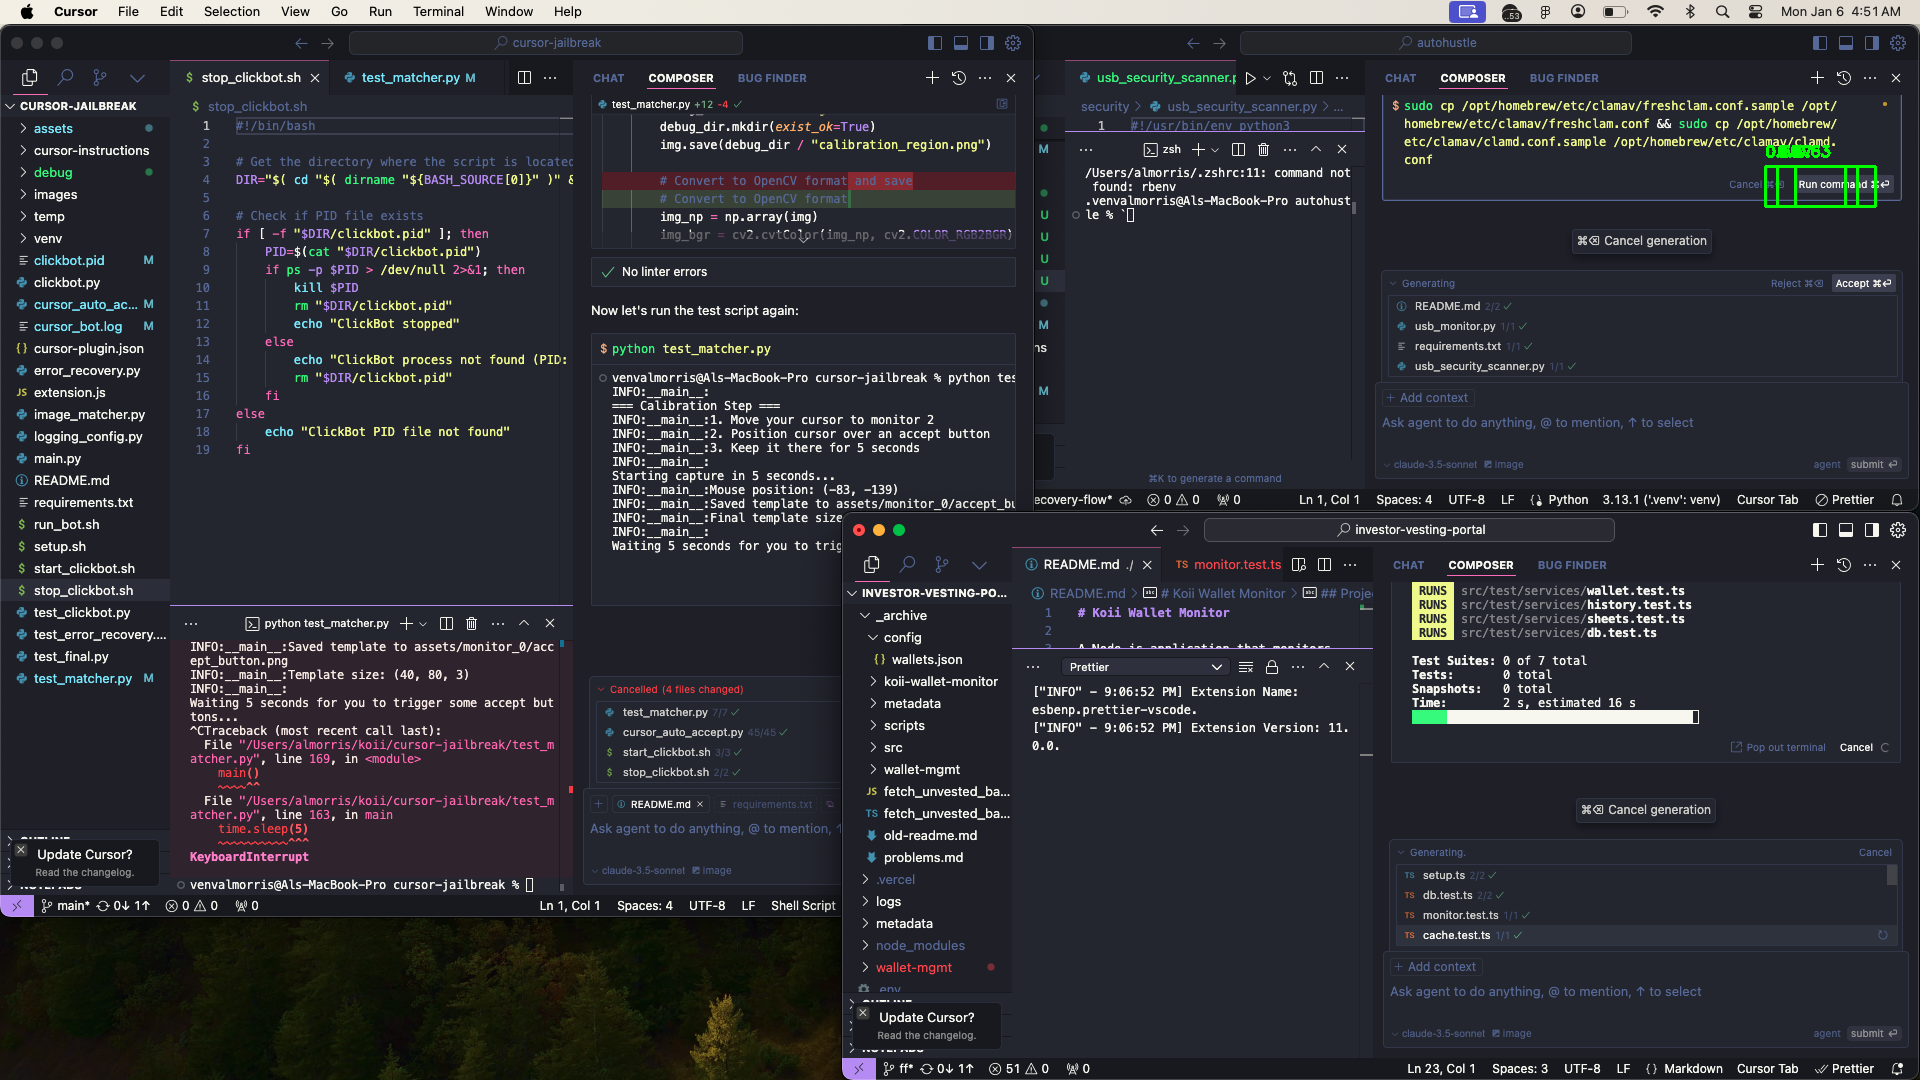 Cursor File Edit Selection View Go Run Terminal Window Help
Mon Jan 6 4:51 AM
cursor-jailbreak
CURSOR-JAILBREAK
assets
cursor-instructions
debug
images
temp
venv
clickbot.pid M
clickbot.py
cursor_auto_ac... M
cursor_bot.log M
cursor-plugin.json
error_recovery.py
JS extension.js
image_matcher.py
logging_config.py
main.py
README.md
requirements.txt
$ run_bot.sh
$ setup.sh
$ start_clickbot.sh
$ stop_clickbot.sh
test_clickbot.py
test_error_recovery....
test_final.py
test_matcher.py M
Update Cursor?
Read the changelog.
$ stop_clickbot.sh test_matcher.py M
$ stop_clickbot.sh
1 #!/bin/bash
2
3 # Get the directory where the script is located
4 DIR="$( cd "$( dirname "${BASH_SOURCE[0]}" )" &
5
6 # Check if PID file exists
7 if [ -f "$DIR/clickbot.pid" ]; then
8 PID=$(cat "$DIR/clickbot.pid")
9 if ps -p $PID > /dev/null 2>&1; then
10 kill $PID
11 rm "$DIR/clickbot.pid"
12 echo "ClickBot stopped"
13 else
14 echo "ClickBot process not found (PID:
15 rm "$DIR/clickbot.pid"
16 fi
17 else
18 echo "ClickBot PID file not found"
19 fi
python test_matcher.py
INFO:__main__:Saved template to assets/monitor_0/acc
ept_button.png
INFO:__main__:Template size: (40, 80, 3)
INFO:__main__:
Waiting 5 seconds for you to trigger some accept but
tons...
^CTraceback (most recent call last):
File "/Users/almorris/koii/cursor-jailbreak/test_m
atcher.py", line 169, in <module>
main()
~~~~^^
File "/Users/almorris/koii/cursor-jailbreak/test_m
atcher.py", line 163, in main
time.sleep(5)
~~~~~~~~~~^^^
KeyboardInterrupt
venvalmorris@Als-MacBook-Pro cursor-jailbreak %
main* 0↓ 1↑ 0 0 0 Ln 1, Col 1 Spaces: 4 UTF-8 LF Shell Script
CHAT COMPOSER BUG FINDER
test_matcher.py +12 -4
debug_dir.mkdir(exist_ok=True)
img.save(debug_dir / "calibration_region.png")
# Convert to OpenCV format and save
# Convert to OpenCV format
img_np = np.array(img)
img_bgr = cv2.cvtColor(img_np, cv2.COLOR_RGB2BGR)
No linter errors
Now let's run the test script again:
$ python test_matcher.py
venvalmorris@Als-MacBook-Pro cursor-jailbreak % python tes
INFO:__main__:
=== Calibration Step ===
INFO:__main__:1. Move your cursor to monitor 2
INFO:__main__:2. Position cursor over an accept button
INFO:__main__:3. Keep it there for 5 seconds
INFO:__main__:
Starting capture in 5 seconds...
INFO:__main__:Mouse position: (-83, -139)
INFO:__main__:Saved template to assets/monitor_0/accept_bu
INFO:__main__:Final template size
INFO:__main__:
Waiting 5 seconds for you to trig
Cancelled (4 files changed)
test_matcher.py 7/7
cursor_auto_accept.py 45/45
$ start_clickbot.sh 3/3
$ stop_clickbot.sh 2/2
README.md requirements.txt
Ask agent to do anything, @ to mention, ↑
claude-3.5-sonnet image
autohustle
usb_security_scanner.p
security > usb_security_scanner.py > ...
1 #!/usr/bin/env python3
zsh
/Users/almorris/.zshrc:11: command not
found: rbenv
.venvalmorris@Als-MacBook-Pro autohust
le % `
⌘K to generate a command
M
U
U
U
U
M
ns
M
ecovery-flow* 0 0 0 Ln 1, Col 1 Spaces: 4 UTF-8 LF Python 3.13.1 ('.venv': venv) Cursor Tab Prettier
CHAT COMPOSER BUG FINDER
$ sudo cp /opt/homebrew/etc/clamav/freshclam.conf.sample /opt/
homebrew/etc/clamav/freshclam.conf && sudo cp /opt/homebrew/
etc/clamav/clamd.conf.sample /opt/homebrew/etc/clamav/clamd.
conf
Cancel Run command ⌘↵
⌘⌫ Cancel generation
Generating Reject ⌘⌫ Accept ⌘↵
README.md 2/2
usb_monitor.py 1/1
requirements.txt 1/1
usb_security_scanner.py 1/1
+ Add context
Ask agent to do anything, @ to mention, ↑ to select
claude-3.5-sonnet image agent submit
investor-vesting-portal
INVESTOR-VESTING-PO...
_archive
config
{} wallets.json
koii-wallet-monitor
metadata
scripts
src
wallet-mgmt
JS fetch_unvested_ba...
TS fetch_unvested_ba...
old-readme.md
problems.md
.vercel
logs
metadata
node_modules
wallet-mgmt
.env
Update Cursor?
Read the changelog.
README.md ./ TS monitor.test.ts
README.md > # Koii Wallet Monitor > ## Proje
1 # Koii Wallet Monitor
2
Prettier
["INFO" – 9:06:52 PM] Extension Name:
esbenp.prettier-vscode.
["INFO" – 9:06:52 PM] Extension Version: 11.
0.0.
CHAT COMPOSER BUG FINDER
RUNS src/test/services/wallet.test.ts
RUNS src/test/services/history.test.ts
RUNS src/test/services/sheets.test.ts
RUNS src/test/services/db.test.ts
Test Suites: 0 of 7 total
Tests: 0 total
Snapshots: 0 total
Time: 2 s, estimated 16 s
Pop out terminal Cancel
⌘⌫ Cancel generation
Generating. Cancel
TS setup.ts 2/2
TS db.test.ts 2/2
TS monitor.test.ts 1/1
TS cache.test.ts 1/1
+ Add context
Ask agent to do anything, @ to mention, ↑ to select
claude-3.5-sonnet image agent submit
ff* 0↓ 1↑ 51 0 0 Ln 23, Col 1 Spaces: 3 UTF-8 LF {} Markdown Cursor Tab Prettier